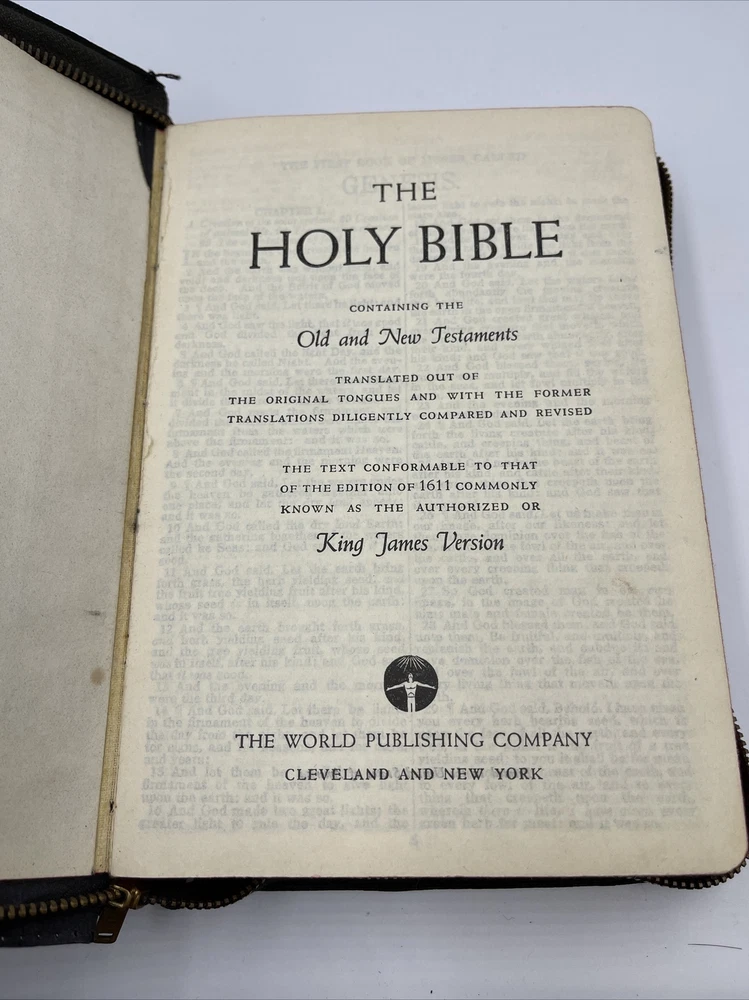 THE
HOLY BIBLE
CONTAINING THE
Old and New Testaments
TRANSLATED OUT OF
THE ORIGINAL TONGUES AND WITH THE FORMER
TRANSLATIONS DILIGENTLY COMPARED AND REVISED
THE TEXT CONFORMABLE TO THAT
OF THE EDITION OF 1611 COMMONLY
KNOWN AS THE AUTHORIZED OR
King James Version
THE WORLD PUBLISHING COMPANY
CLEVELAND AND NEW YORK